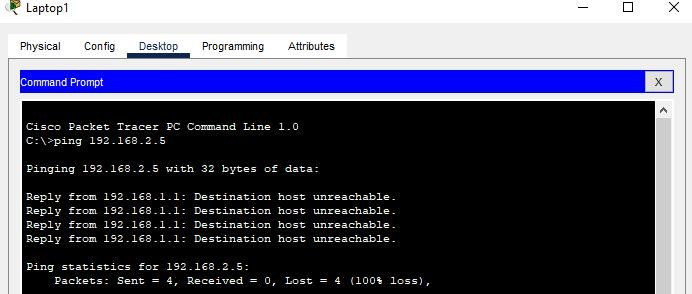 Laptop1
Physical Config Desktop Programming Attributes
Command Prompt
X
Cisco Packet Tracer PC Command Line 1.0
C:\>ping 192.168.2.5
Pinging 192.168.2.5 with 32 bytes of data:
Reply from 192.168.1.1: Destination host unreachable.
Reply from 192.168.1.1: Destination host unreachable.
Reply from 192.168.1.1: Destination host unreachable.
Reply from 192.168.1.1: Destination host unreachable.
Ping statistics for 192.168.2.5:
Packets: Sent = 4, Received = 0, Lost = 4 (100% loss),